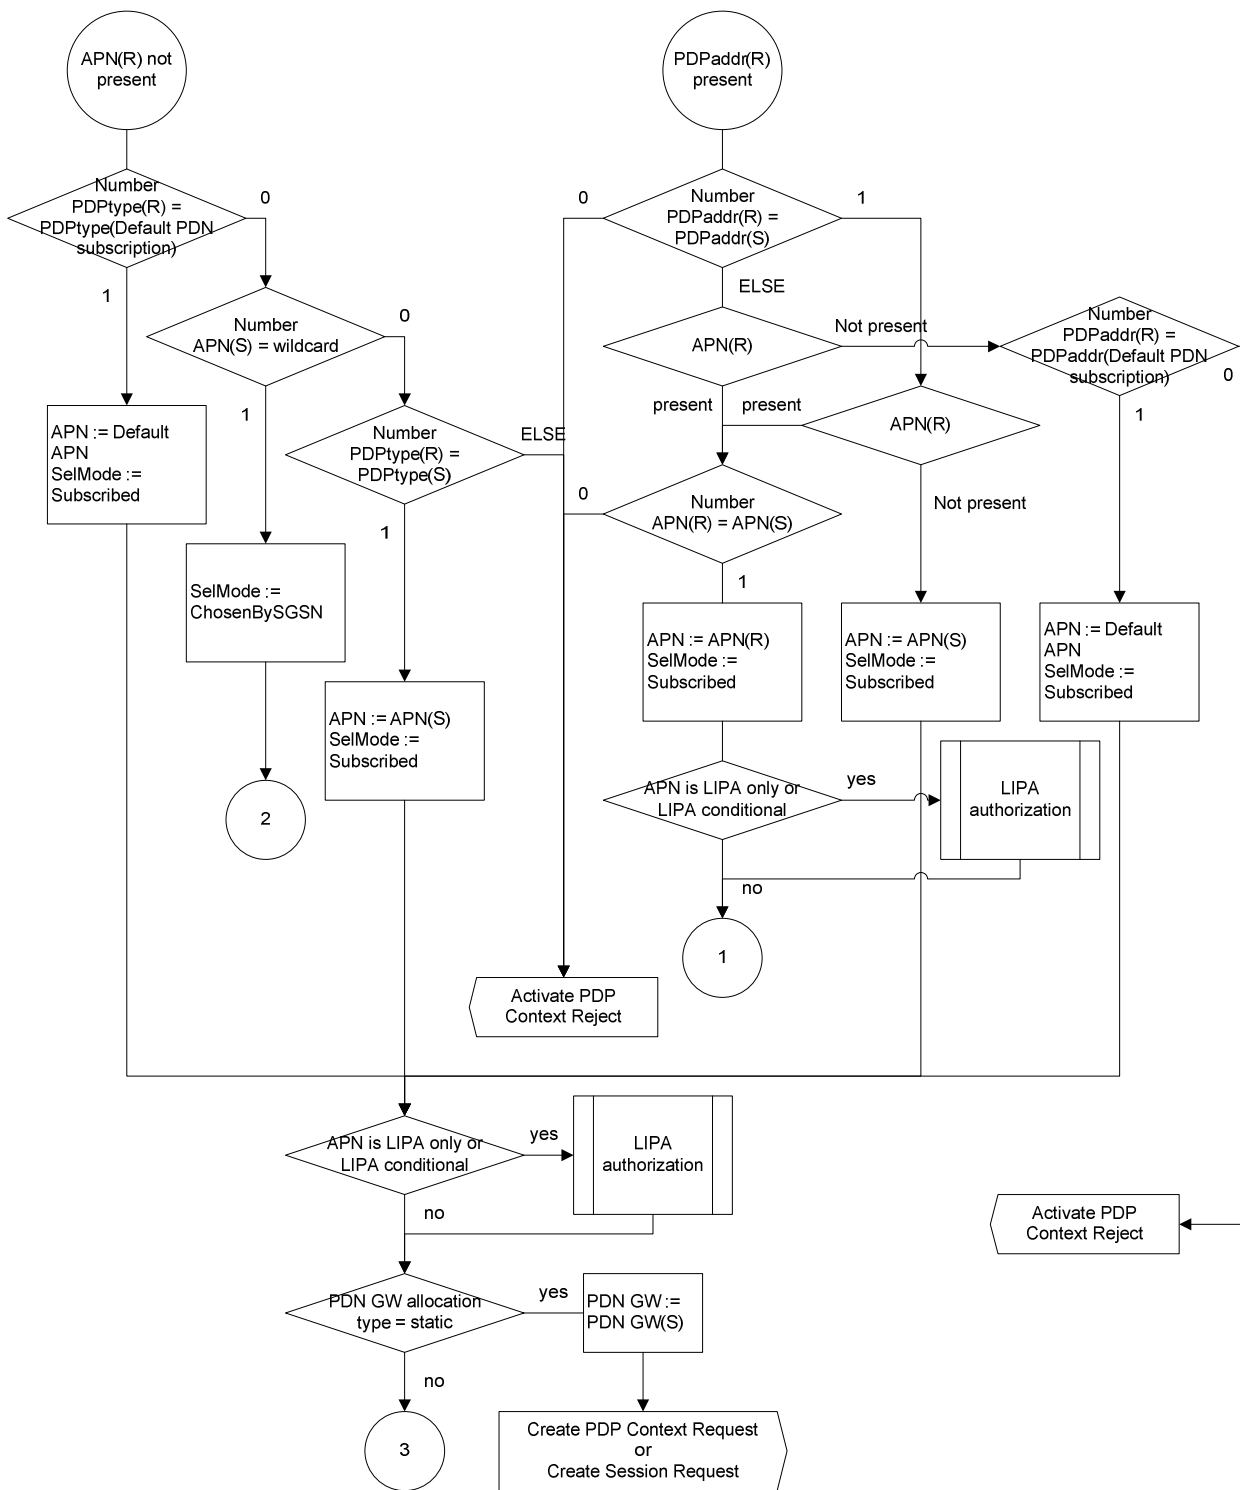 APN(R) not
present
PDPaddr(R)
present
Number
PDPtype(R) =
PDPtype(Default PDN
subscription)
0
1
0
Number
PDPaddr(R) =
PDPaddr(S)
1
ELSE
Number
APN(S) = wildcard
0
1
APN(R)
Not present
Number
PDPaddr(R) =
PDPaddr(Default PDN
subscription)
0
1
present
present
APN(R)
Not present
APN := Default
APN
SelMode :=
Subscribed
Number
PDPtype(R) =
PDPtype(S)
ELSE
1
0
Number
APN(R) = APN(S)
1
SelMode :=
ChosenBySGSN
APN := APN(R)
SelMode :=
Subscribed
APN := APN(S)
SelMode :=
Subscribed
APN := Default
APN
SelMode :=
Subscribed
APN := APN(S)
SelMode :=
Subscribed
2
APN is LIPA only or
LIPA conditional
yes
LIPA
authorization
no
1
Activate PDP
Context Reject
APN is LIPA only or
LIPA conditional
yes
LIPA
authorization
no
Activate PDP
Context Reject
PDN GW allocation
type = static
yes
PDN GW :=
PDN GW(S)
no
3
Create PDP Context Request
or
Create Session Request